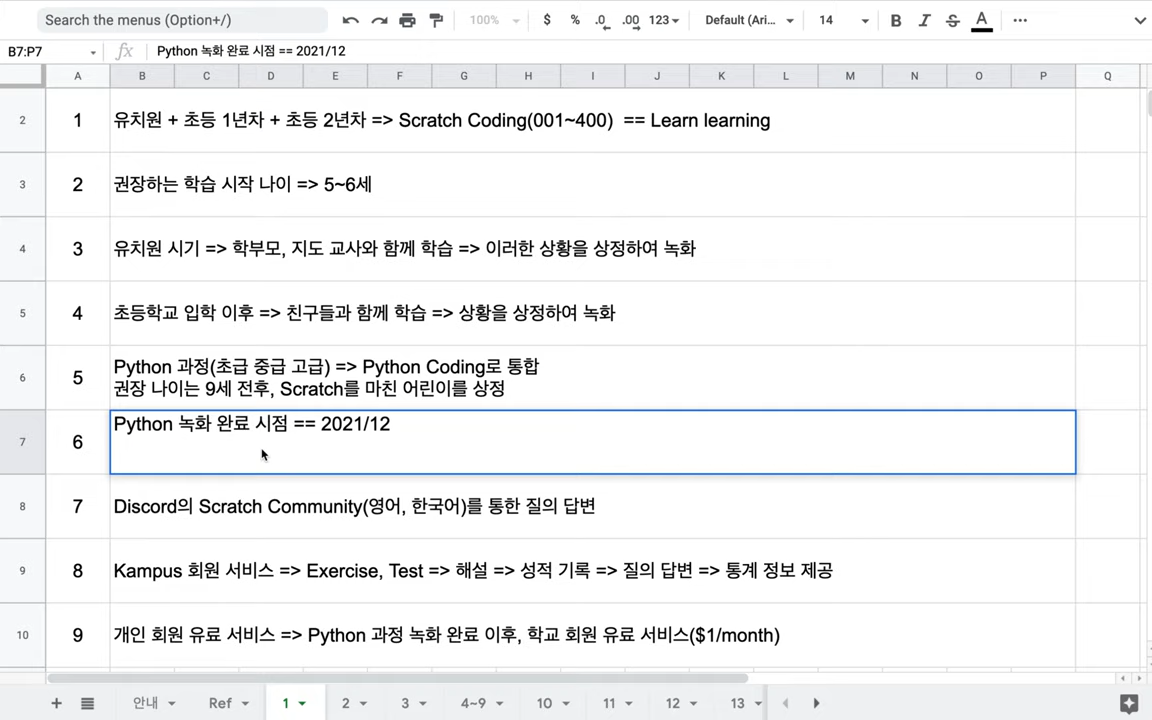 Search the menus (Option+/) 100% $ % .0 .00 123 Default (Ari... 14 B I S A
B7:P7 fx Python 녹화 완료 시점 == 2021/12
A B C D E F G H I J K L M N O P Q
2 1 유치원 + 초등 1년차 + 초등 2년차 => Scratch Coding(001~400) == Learn learning
3 2 권장하는 학습 시작 나이 => 5~6세
4 3 유치원 시기 => 학부모, 지도 교사와 함께 학습 => 이러한 상황을 상정하여 녹화
5 4 초등학교 입학 이후 => 친구들과 함께 학습 => 상황을 상정하여 녹화
6 5 Python 과정(초급 중급 고급) => Python Coding로 통합
권장 나이는 9세 전후, Scratch를 마친 어린이를 상정
7 6 Python 녹화 완료 시점 == 2021/12
8 7 Discord의 Scratch Community(영어, 한국어)를 통한 질의 답변
9 8 Kampus 회원 서비스 => Exercise, Test => 해설 => 성적 기록 => 질의 답변 => 통계 정보 제공
10 9 개인 회원 유료 서비스 => Python 과정 녹화 완료 이후, 학교 회원 유료 서비스($1/month)
+ 안내 Ref 1 2 3 4~9 10 11 12 13